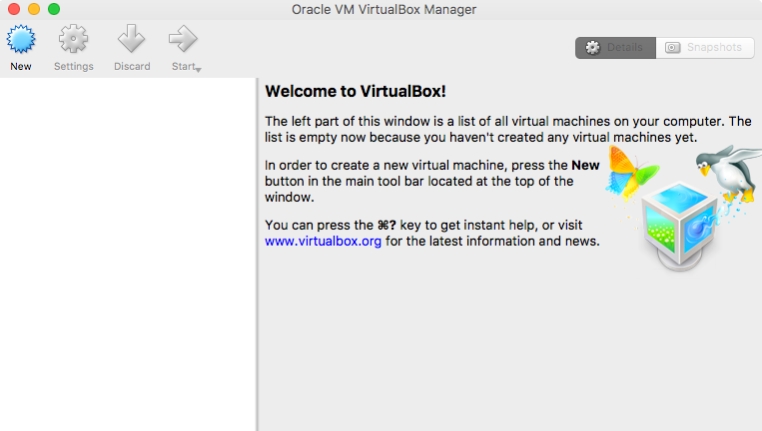 Oracle VM VirtualBox Manager
New Settings Discard Start
Details Snapshots
Welcome to VirtualBox!
The left part of this window is a list of all virtual machines on your computer. The
list is empty now because you haven't created any virtual machines yet.
In order to create a new virtual machine, press the New
button in the main tool bar located at the top of the
window.
You can press the ⌘? key to get instant help, or visit
www.virtualbox.org for the latest information and news.